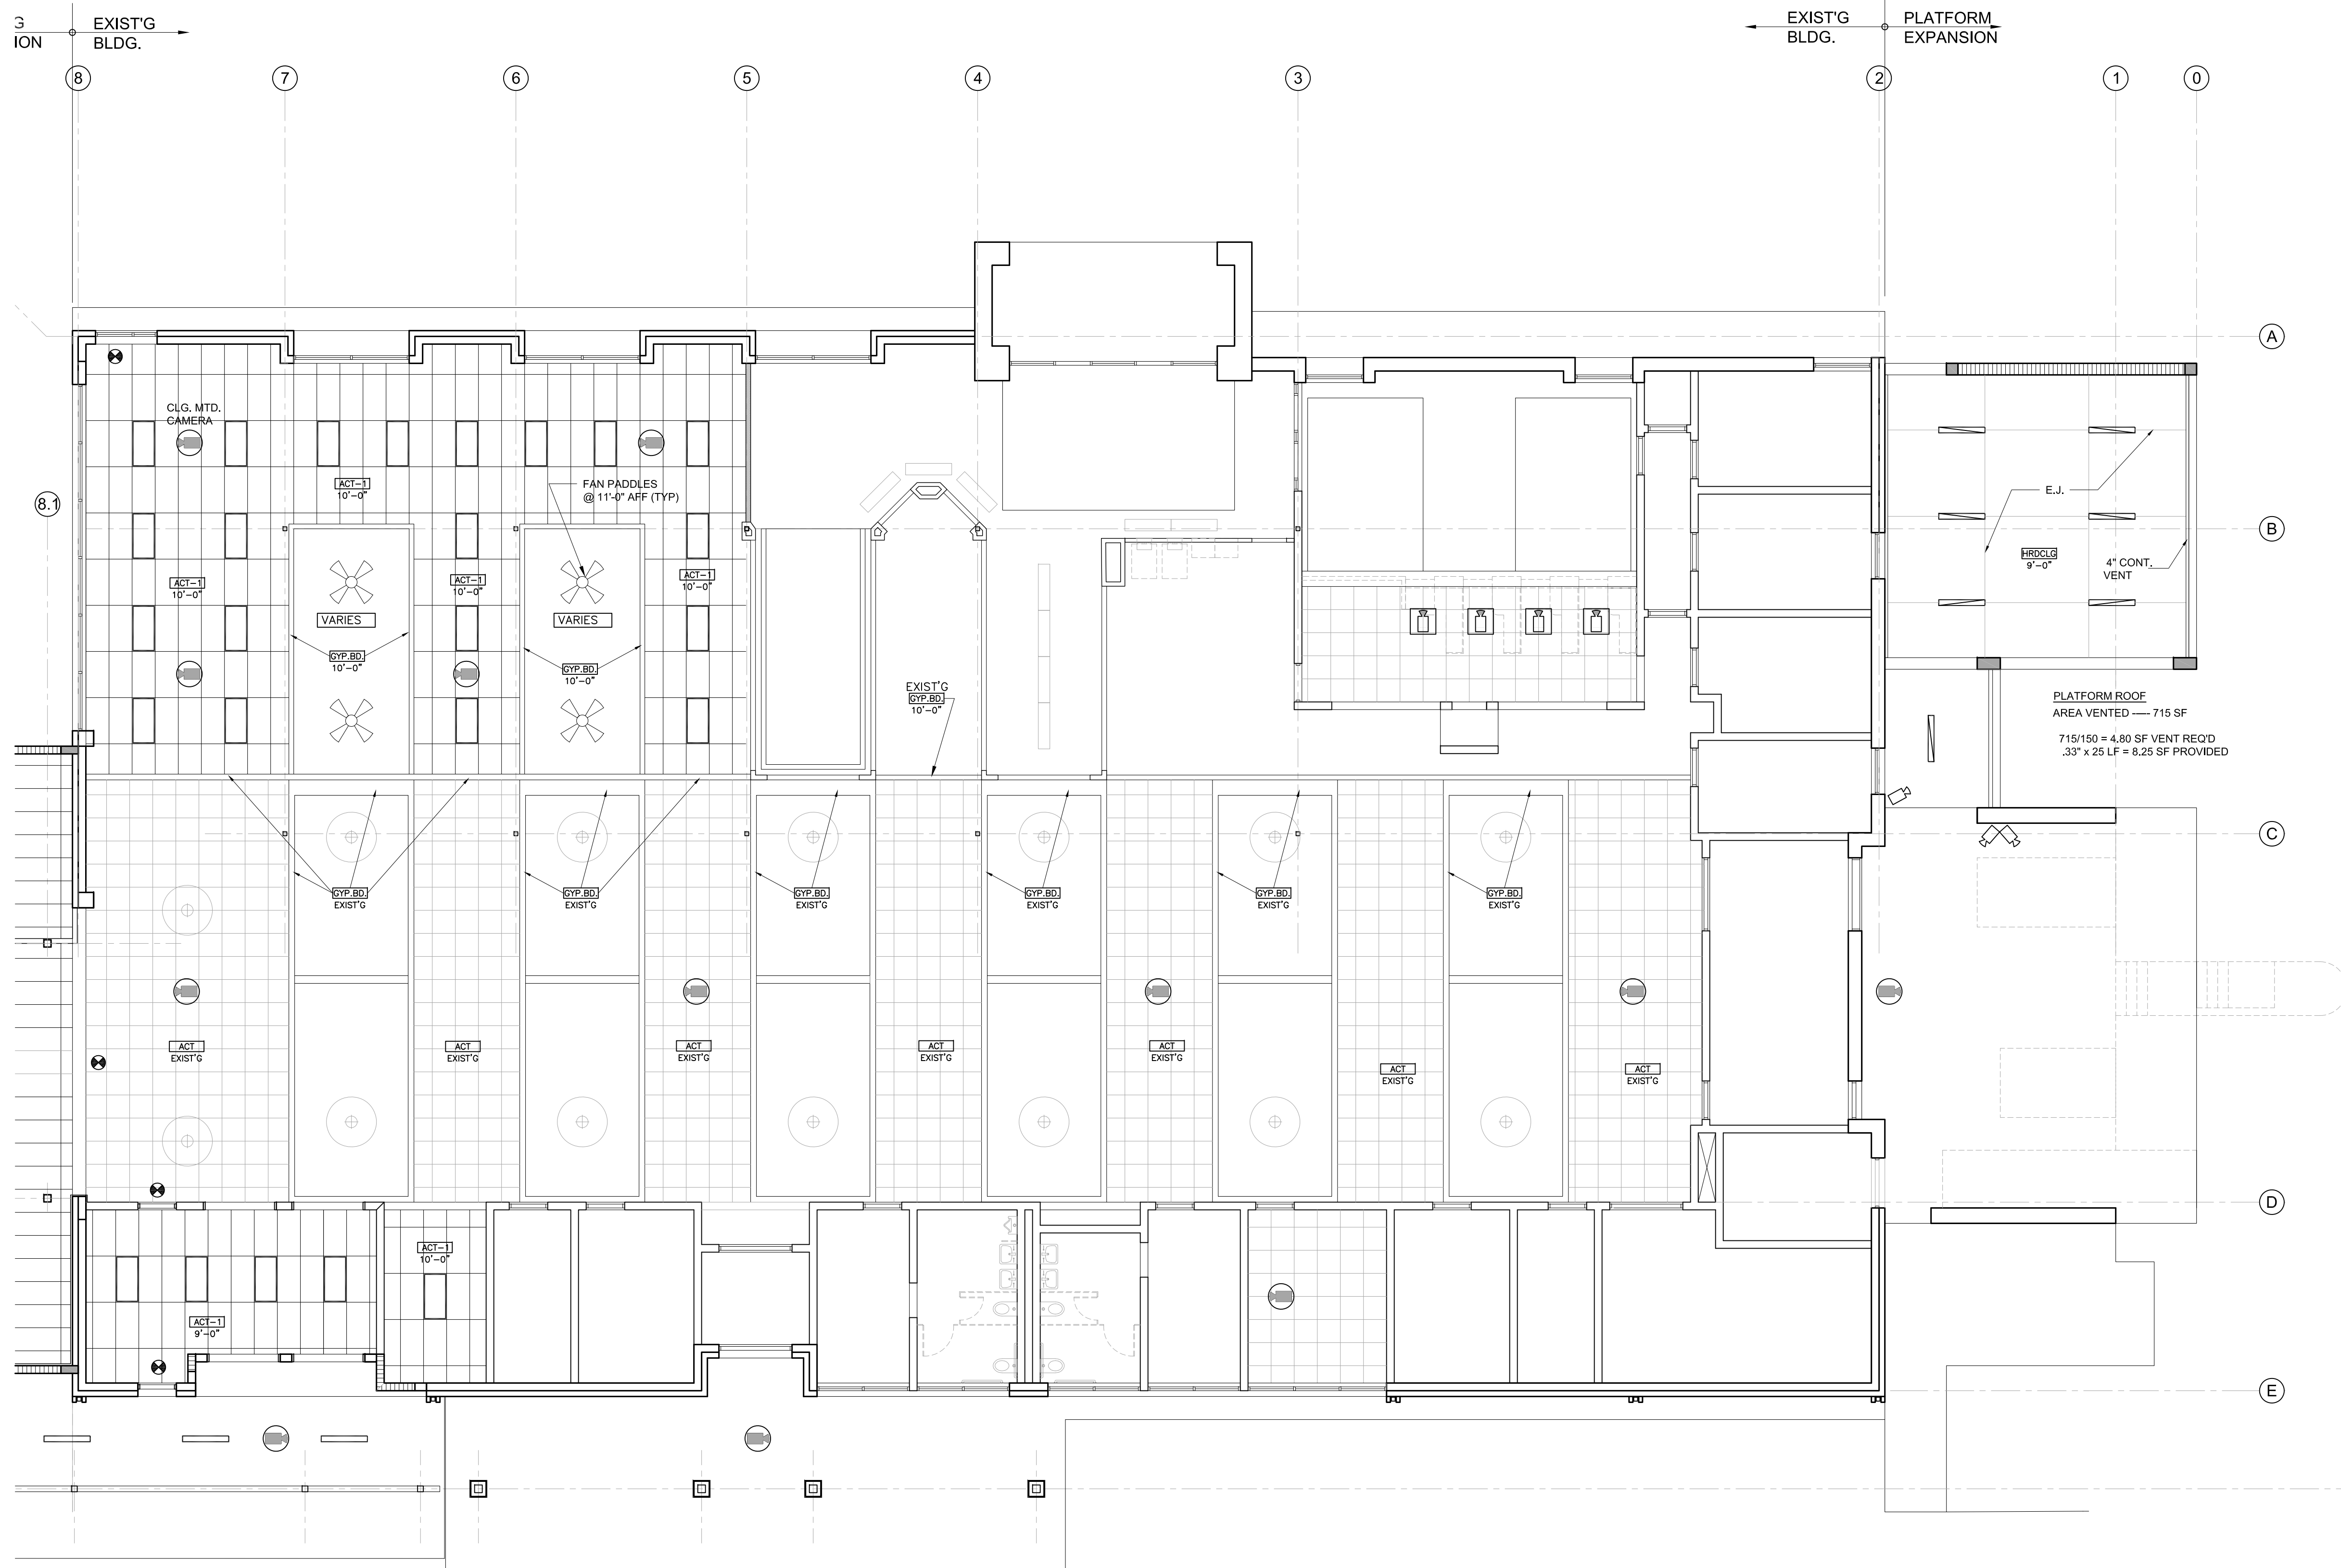 G
ION
EXIST'G
BLDG.
EXIST'G
BLDG.
PLATFORM
EXPANSION
8
7
6
5
4
3
2
1
0
A
CLG. MTD.
CAMERA
ACT-1
10'-0"
FAN PADDLES
@ 11'-0" AFF (TYP)
8.1
E.J.
B
HRDCLG
9'-0"
4" CONT.
VENT
ACT-1
10'-0"
ACT-1
10'-0"
ACT-1
10'-0"
VARIES
VARIES
GYP.BD.
10'-0"
GYP.BD.
10'-0"
EXIST'G
GYP.BD.
10'-0"
PLATFORM ROOF
AREA VENTED ---- 715 SF
715/150 = 4.80 SF VENT REQ'D
.33" x 25 LF = 8.25 SF PROVIDED
C
GYP.BD.
EXIST'G
GYP.BD.
EXIST'G
GYP.BD.
EXIST'G
GYP.BD.
EXIST'G
GYP.BD.
EXIST'G
GYP.BD.
EXIST'G
ACT
EXIST'G
ACT
EXIST'G
ACT
EXIST'G
ACT
EXIST'G
ACT
EXIST'G
ACT
EXIST'G
ACT
EXIST'G
D
ACT-1
10'-0"
ACT-1
9'-0"
E